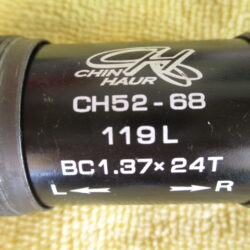 CHIN
HAUR
CH52-68
119L
BC1.37×24T
L ← → R